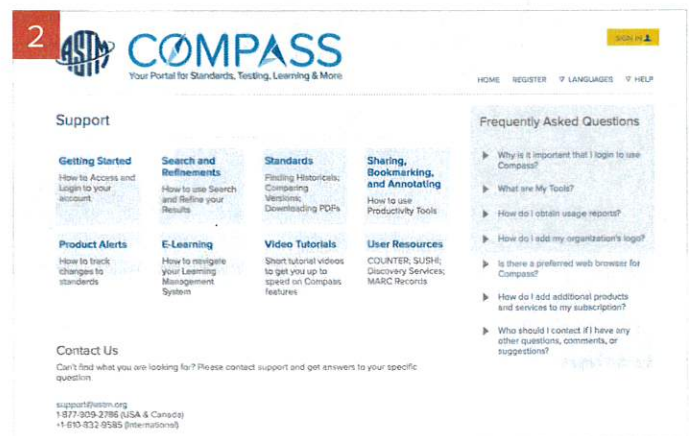 2
ASTM COMPASS
Your Portal for Standards, Testing, Learning & More
SIGN IN
HOME REGISTER LANGUAGES HELP
Support
Getting Started
How to Access and
Login to your
account
Search and
Refinements
How to use Search
and Refine your
Results
Standards
Finding Historicals;
Comparing
Versions;
Downloading PDFs
Sharing,
Bookmarking,
and Annotating
How to use
Productivity Tools
Product Alerts
How to track
changes to
standards
E-Learning
How to navigate
your Learning
Management
System
Video Tutorials
Short tutorial videos
to get you up to
speed on Compass
features
User Resources
COUNTER; SUSHI;
Discovery Services;
MARC Records
Frequently Asked Questions
Why is it important that I login to use
Compass?
What are My Tools?
How do I obtain usage reports?
How do I add my organization's logo?
Is there a preferred web browser for
Compass?
How do I add additional products
and services to my subscription?
Who should I contact if I have any
other questions, comments, or
suggestions?
Contact Us
Can't find what you are looking for? Please contact support and get answers to your specific
question
support@astm.org
1-877-909-2786 (USA & Canada)
+1-610-832-9585 (International)